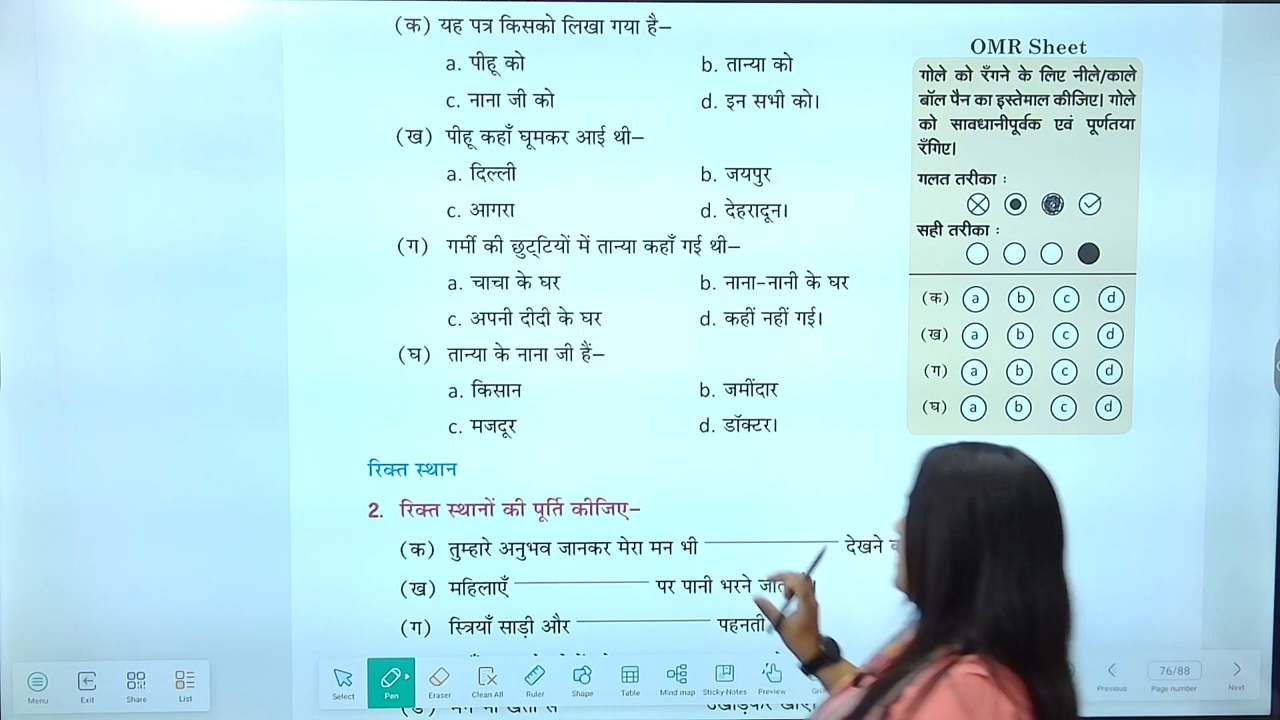 (क) यह पत्र किसको लिखा गया है–
a. पीहू को b. तान्या को
c. नाना जी को d. इन सभी को।
(ख) पीहू कहाँ घूमकर आई थी–
a. दिल्ली b. जयपुर
c. आगरा d. देहरादून।
(ग) गर्मी की छुट्टियों में तान्या कहाँ गई थी–
a. चाचा के घर b. नाना-नानी के घर
c. अपनी दीदी के घर d. कहीं नहीं गई।
(घ) तान्या के नाना जी हैं–
a. किसान b. जमींदार
c. मजदूर d. डॉक्टर।
रिक्त स्थान
2. रिक्त स्थानों की पूर्ति कीजिए–
(क) तुम्हारे अनुभव जानकर मेरा मन भी देखने
(ख) महिलाएँ पर पानी भरने
(ग) स्त्रियाँ साड़ी और पहनती
OMR Sheet
गोले को रँगने के लिए नीले/काले
बॉल पैन का इस्तेमाल कीजिए। गोले
को सावधानीपूर्वक एवं पूर्णतया
रँगिए।
गलत तरीका :
सही तरीका :
(क) a b c d
(ख) a b c d
(ग) a b c d
(घ) a b c d
Menu Exit Share List
Select Pen Eraser Clean All Ruler Shape Table Mind map Sticky Notes Preview
Previous 76/88 Next
Page number